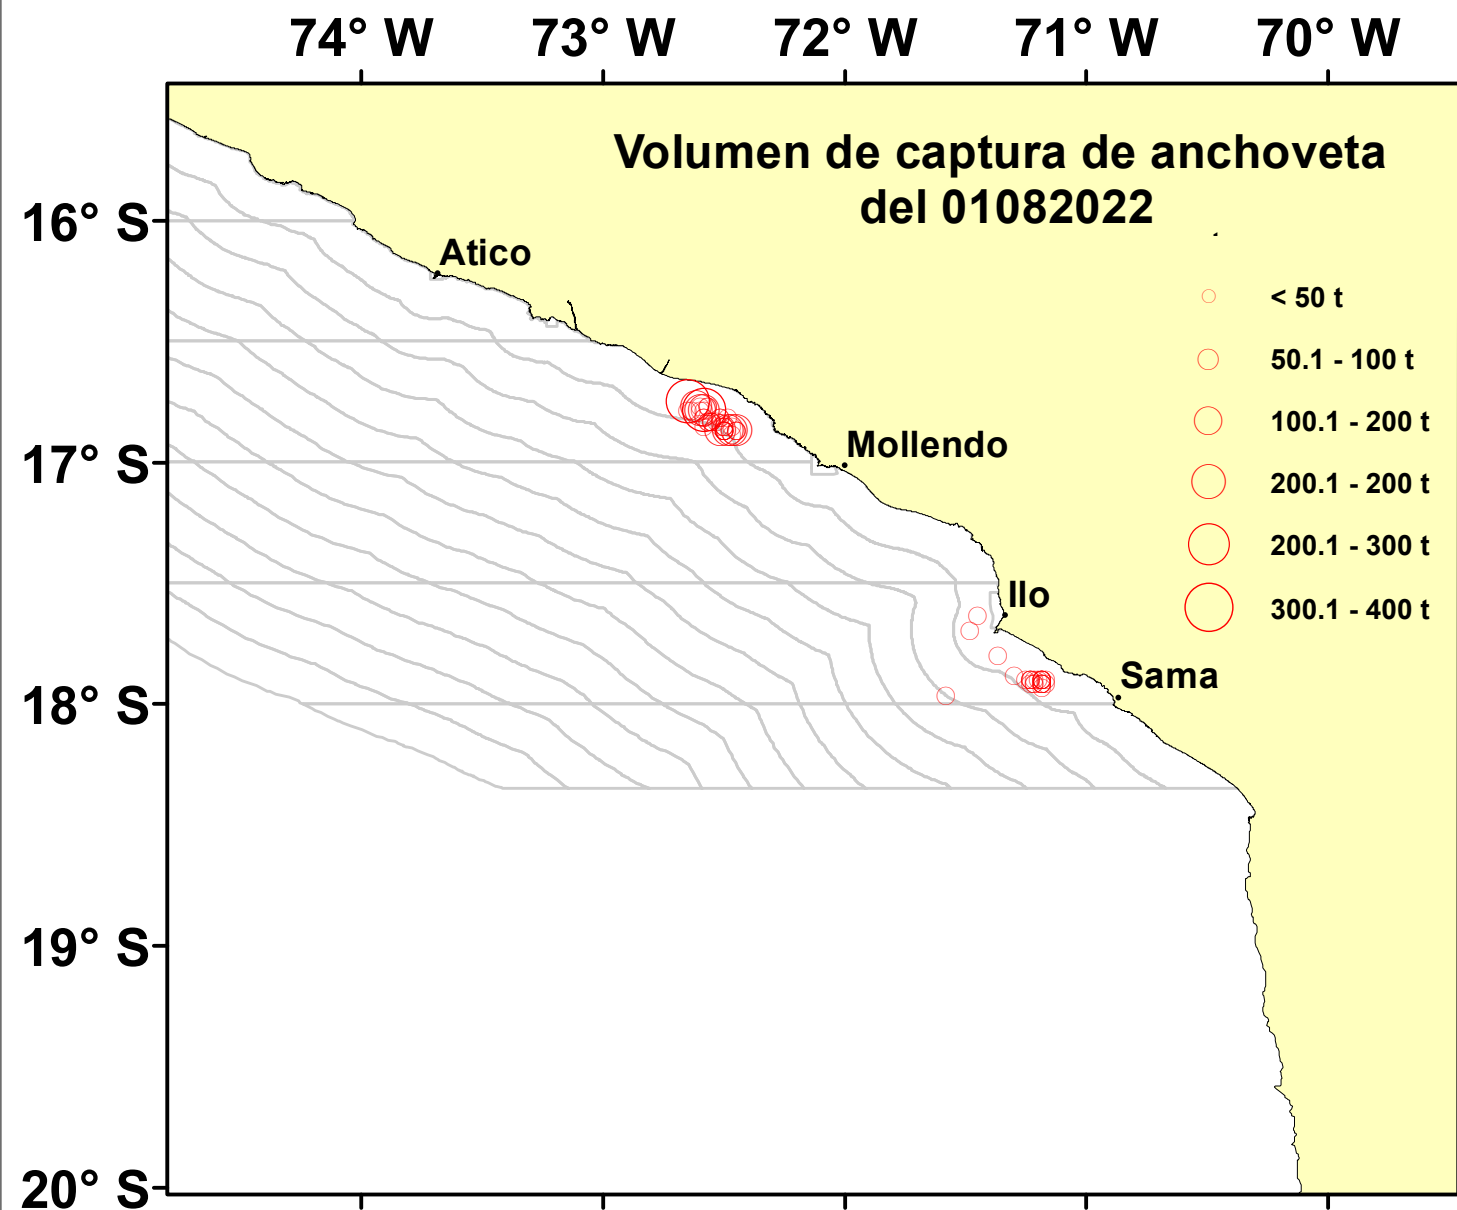 74° W 73° W 72° W 71° W 70° W
Volumen de captura de anchoveta
del 01082022
16° S
Atico
< 50 t
50.1 - 100 t
100.1 - 200 t
Mollendo
17° S
200.1 - 200 t
200.1 - 300 t
Ilo
300.1 - 400 t
Sama
18° S
19° S
20° S